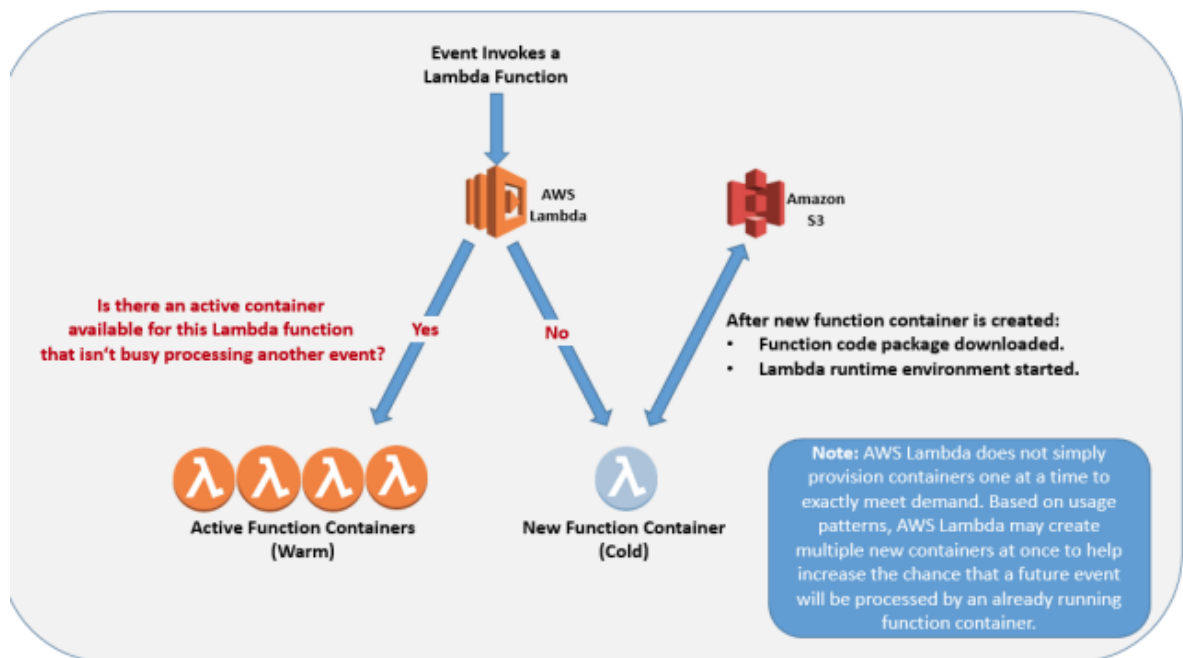 Event Invokes a
Lambda Function
AWS
Lambda
Amazon
S3
Is there an active container
available for this Lambda function
that isn't busy processing another event?
Yes
No
After new function container is created:
• Function code package downloaded.
• Lambda runtime environment started.
Active Function Containers
(Warm)
New Function Container
(Cold)
Note: AWS Lambda does not simply
provision containers one at a time to
exactly meet demand. Based on usage
patterns, AWS Lambda may create
multiple new containers at once to help
increase the chance that a future event
will be processed by an already running
function container.